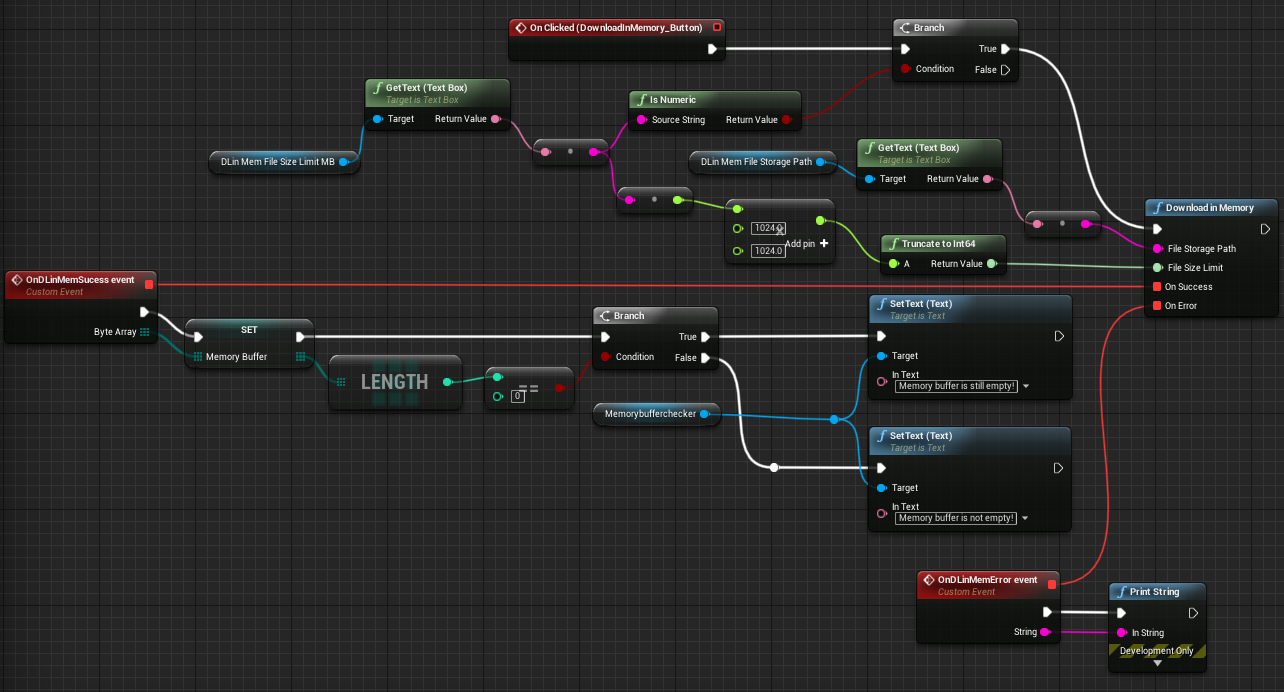 On Clicked (DownloadInMemory_Button)
Branch
True
Condition
False
GetText (Text Box)
Target is Text Box
Target
Return Value
DLin Mem File Size Limit MB
Is Numeric
Source String
Return Value
DLin Mem File Storage Path
GetText (Text Box)
Target is Text Box
Target
Return Value
1024.0
1024.0
Add pin
Truncate to Int64
A
Return Value
Download in Memory
File Storage Path
File Size Limit
On Success
On Error
OnDLinMemSucess event
Custom Event
Byte Array
SET
Memory Buffer
LENGTH
==
0
Branch
True
Condition
False
Memorybufferchecker
SetText (Text)
Target is Text
Target
In Text
Memory buffer is still empty!
SetText (Text)
Target is Text
Target
In Text
Memory buffer is not empty!
OnDLinMemError event
Custom Event
String
Print String
In String
Development Only